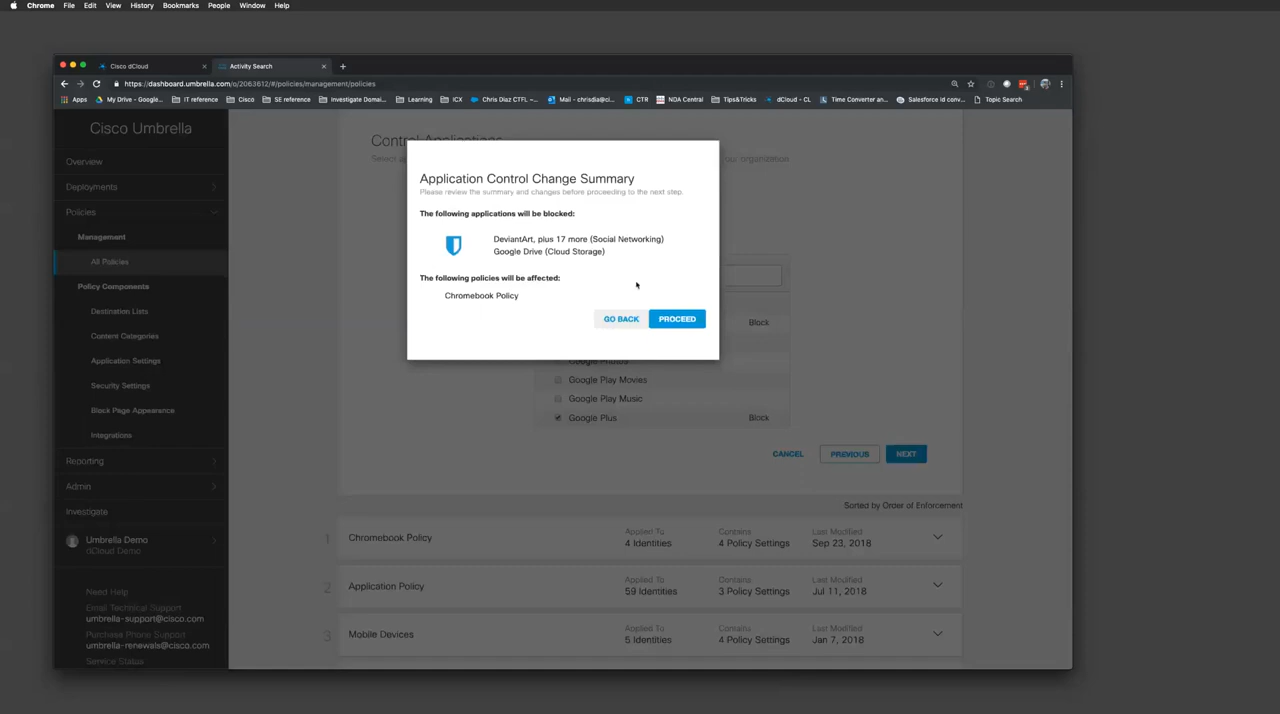 Chrome File Edit View History Bookmarks People Window Help
Cisco dCloud
Activity Search
https://dashboard.umbrella.com/o/2063612/#/policies/management/policies
Apps My Drive - Google... IT reference Cisco SE reference Investigate Domai... Learning ICX Chris Diaz CTFL –... Mail - chrisdia@ci... CTR NDA Central Tips&Tricks dCloud - CL Time Converter an... Salesforce id conv... Topic Search
Cisco Umbrella
Overview
Deployments
Policies
Management
All Policies
Policy Components
Destination Lists
Content Categories
Application Settings
Security Settings
Block Page Appearance
Integrations
Reporting
Admin
Investigate
Umbrella Demo
dCloud Demo
Need Help
Email Technical Support
umbrella-support@cisco.com
Purchase Phone Support
umbrella-renewals@cisco.com
Service Status
Control Applications
organization
Application Control Change Summary
Please review the summary and changes before proceeding to the next step.
The following applications will be blocked:
DeviantArt, plus 17 more (Social Networking)
Google Drive (Cloud Storage)
The following policies will be affected:
Chromebook Policy
GO BACK PROCEED
Block
Google Photos
Google Play Movies
Google Play Music
Google Plus Block
CANCEL PREVIOUS NEXT
Sorted by Order of Enforcement
1 Chromebook Policy
Applied To
4 Identities
Contains
4 Policy Settings
Last Modified
Sep 23, 2018
2 Application Policy
Applied To
59 Identities
Contains
3 Policy Settings
Last Modified
Jul 11, 2018
3 Mobile Devices
Applied To
5 Identities
Contains
4 Policy Settings
Last Modified
Jan 7, 2018